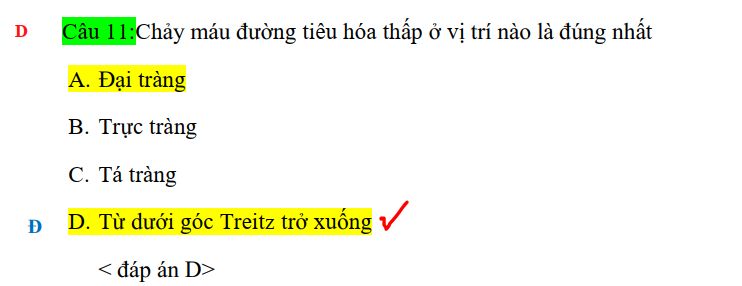 D Câu 11:Chảy máu đường tiêu hóa thấp ở vị trí nào là đúng nhất
A. Đại tràng
B. Trực tràng
C. Tá tràng
Đ D. Từ dưới góc Treitz trở xuống
< đáp án D>